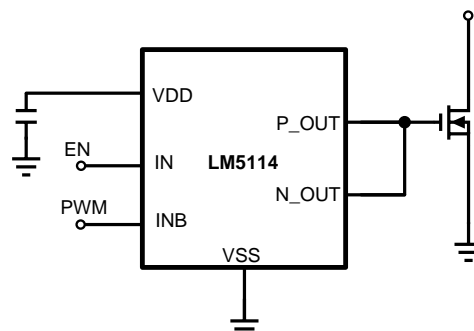 VDD
P_OUT
EN
IN
LM5114
N_OUT
PWM
INB
VSS